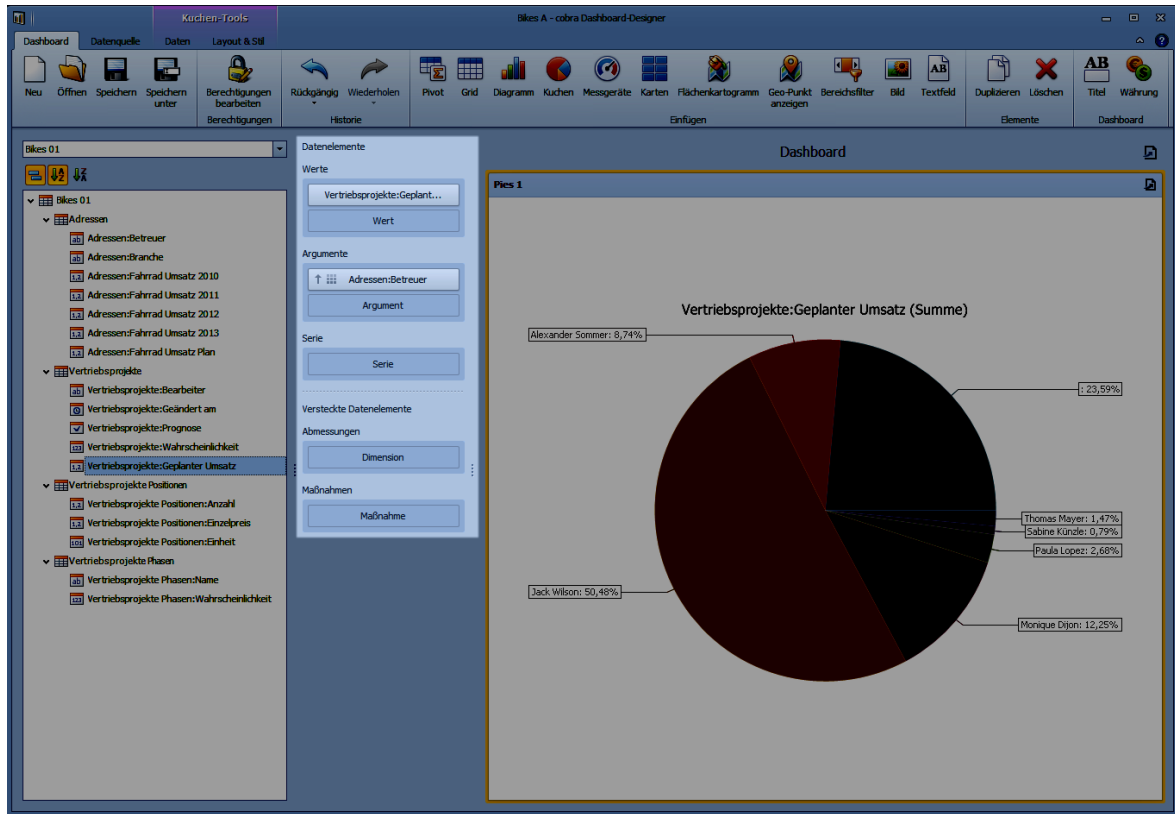 Kuchen-Tools
Bikes A - cobra Dashboard-Designer
Dashboard Datenquelle Daten Layout & Stil
Neu Öffnen Speichern Speichern unter Berechtigungen bearbeiten Rückgängig Wiederholen Pivot Grid Diagramm Kuchen Messgeräte Karten Flächenkartogramm Geo-Punkt anzeigen Bereichsfilter Bild Textfeld Duplizieren Löschen Titel Währung
Berechtigungen Historie Einfügen Elemente Dashboard
Bikes 01
Bikes 01
Adressen
Adressen:Betreuer
Adressen:Branche
Adressen:Fahrrad Umsatz 2010
Adressen:Fahrrad Umsatz 2011
Adressen:Fahrrad Umsatz 2012
Adressen:Fahrrad Umsatz 2013
Adressen:Fahrrad Umsatz Plan
Vertriebsprojekte
Vertriebsprojekte:Bearbeiter
Vertriebsprojekte:Geändert am
Vertriebsprojekte:Prognose
Vertriebsprojekte:Wahrscheinlichkeit
Vertriebsprojekte:Geplanter Umsatz
Vertriebsprojekte Positionen
Vertriebsprojekte Positionen:Anzahl
Vertriebsprojekte Positionen:Einzelpreis
Vertriebsprojekte Positionen:Einheit
Vertriebsprojekte Phasen
Vertriebsprojekte Phasen:Name
Vertriebsprojekte Phasen:Wahrscheinlichkeit
Datenelemente
Werte
Vertriebsprojekte:Geplant...
Wert
Argumente
Adressen:Betreuer
Argument
Serie
Serie
Versteckte Datenelemente
Abmessungen
Dimension
Maßnahmen
Maßnahme
Dashboard
Pies 1
Vertriebsprojekte:Geplanter Umsatz (Summe)
Alexander Sommer: 8,74%
: 23,59%
Thomas Mayer: 1,47%
Sabine Künzle: 0,79%
Paula Lopez: 2,68%
Jack Wilson: 50,48%
Monique Dijon: 12,25%